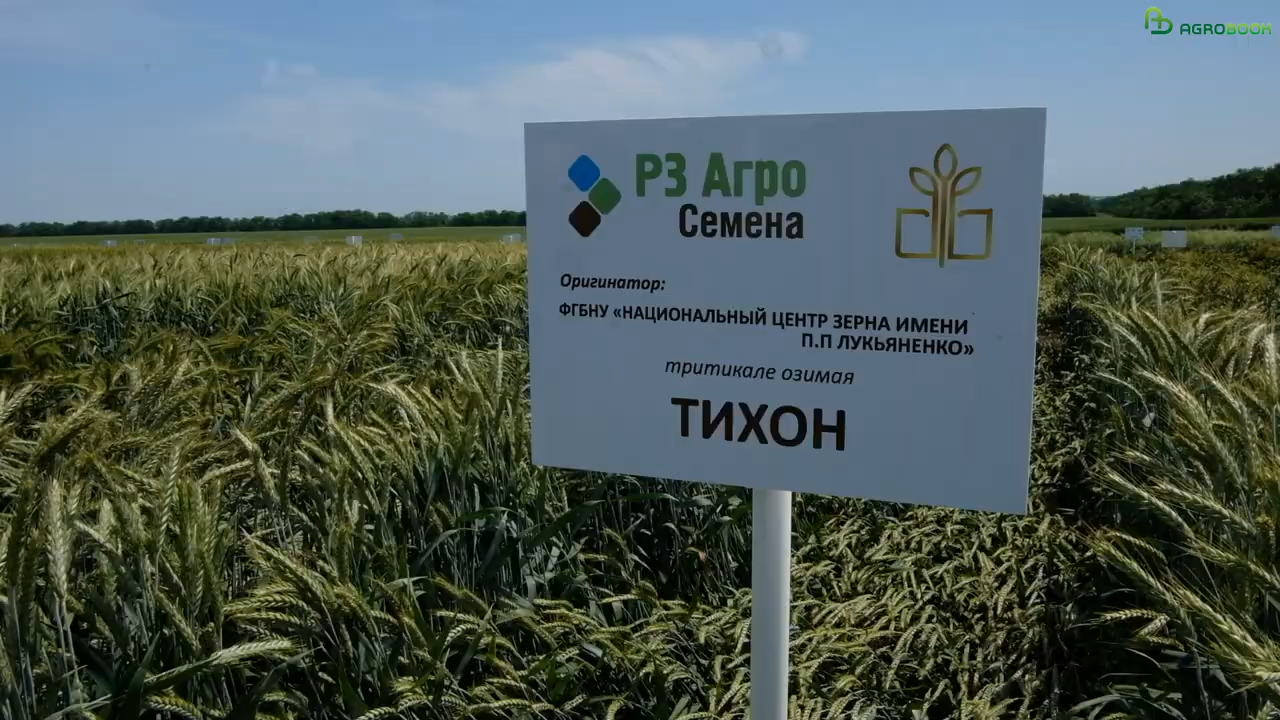 AGROBOOK
РЗ Агро
Семена
Оригинатор:
ФГБНУ «НАЦИОНАЛЬНЫЙ ЦЕНТР ЗЕРНА ИМЕНИ
П.П ЛУКЬЯНЕНКО»
тритикале озимая
ТИХОН